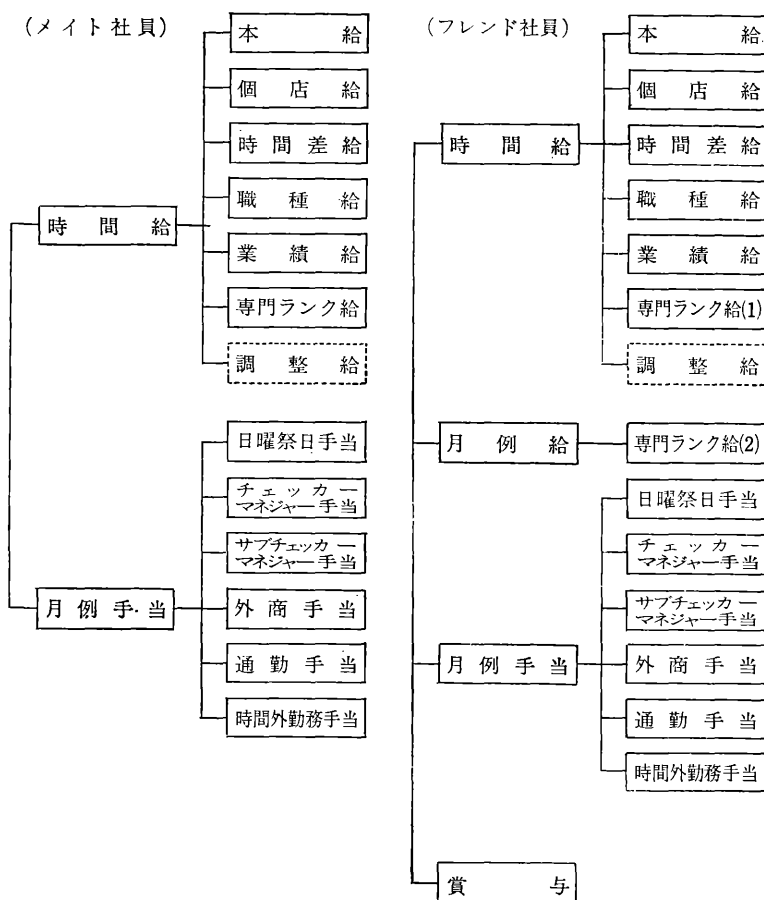 (メイト社員)
時間給
本給
個店給
時間差給
職種給
業績給
専門ランク給
調整給
月例手当
日曜祭日手当
チェッカー
マネジャー手当
サブチェッカー
マネジャー手当
外商手当
通勤手当
時間外勤務手当
(フレンド社員)
時間給
本給
個店給
時間差給
職種給
業績給
専門ランク給(1)
調整給
月例給
専門ランク給(2)
月例手当
日曜祭日手当
チェッカー
マネジャー手当
サブチェッカー
マネジャー手当
外商手当
通勤手当
時間外勤務手当
賞与